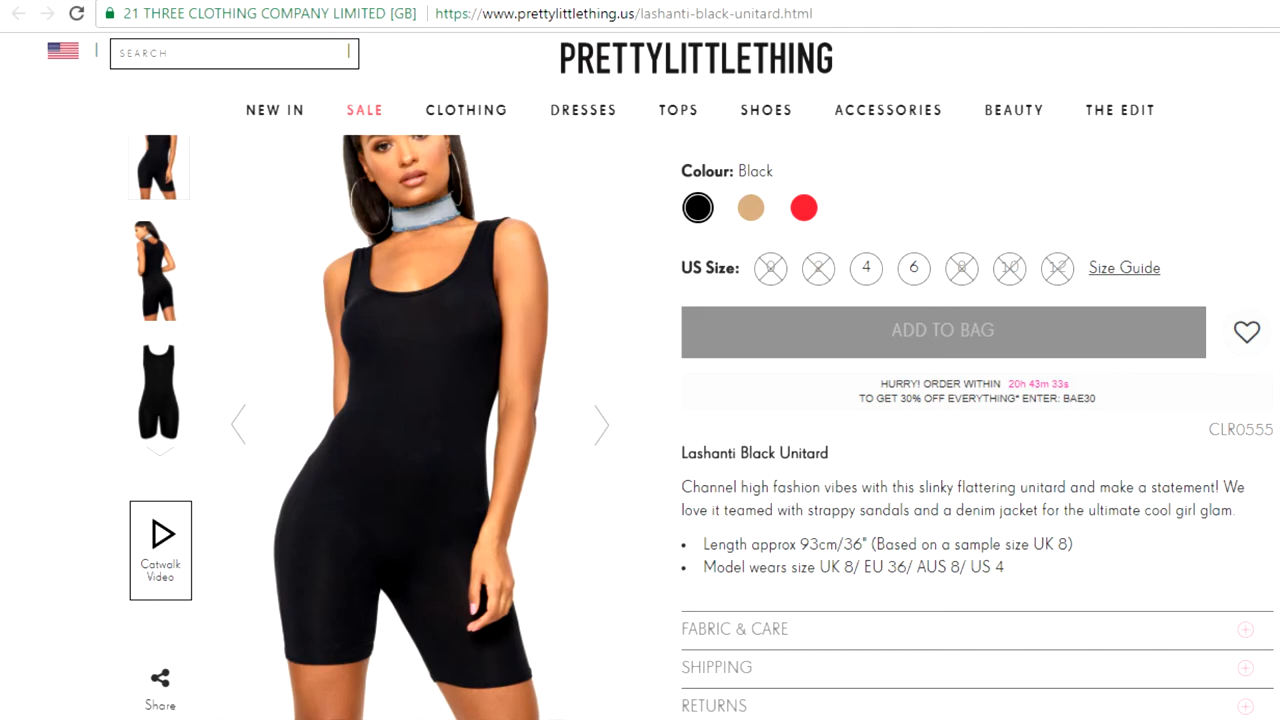 21 THREE CLOTHING COMPANY LIMITED [GB] https://www.prettylittlething.us/lashanti-black-unitard.html
SEARCH
PRETTYLITTLETHING
NEW IN SALE CLOTHING DRESSES TOPS SHOES ACCESSORIES BEAUTY THE EDIT
Colour: Black
US Size: 0 2 4 6 8 10 12 Size Guide
ADD TO BAG
HURRY! ORDER WITHIN 20h 43m 33s
TO GET 30% OFF EVERYTHING* ENTER: BAE30
CLR0555
Lashanti Black Unitard
Channel high fashion vibes with this slinky flattering unitard and make a statement! We
love it teamed with strappy sandals and a denim jacket for the ultimate cool girl glam.
• Length approx 93cm/36" (Based on a sample size UK 8)
• Model wears size UK 8/ EU 36/ AUS 8/ US 4
Catwalk
Video
FABRIC & CARE
SHIPPING
Share
RETURNS